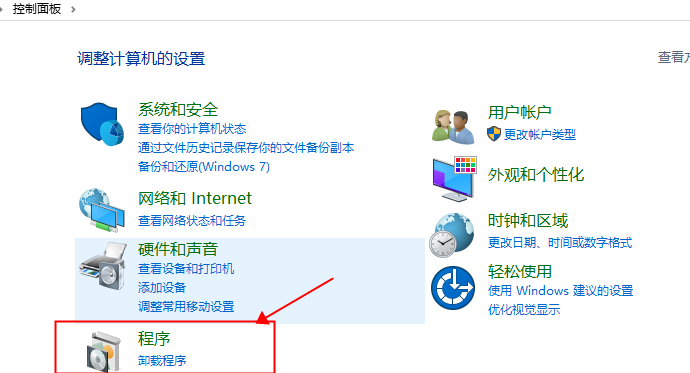 控制面板
调整计算机的设置
查看
系统和安全
查看你的计算机状态
通过文件历史记录保存你的文件备份副本
备份和还原(Windows 7)
网络和 Internet
查看网络状态和任务
硬件和声音
查看设备和打印机
添加设备
调整常用移动设置
程序
卸载程序
用户帐户
更改帐户类型
外观和个性化
时钟和区域
更改日期、时间或数字格式
轻松使用
使用 Windows 建议的设置
优化视觉显示